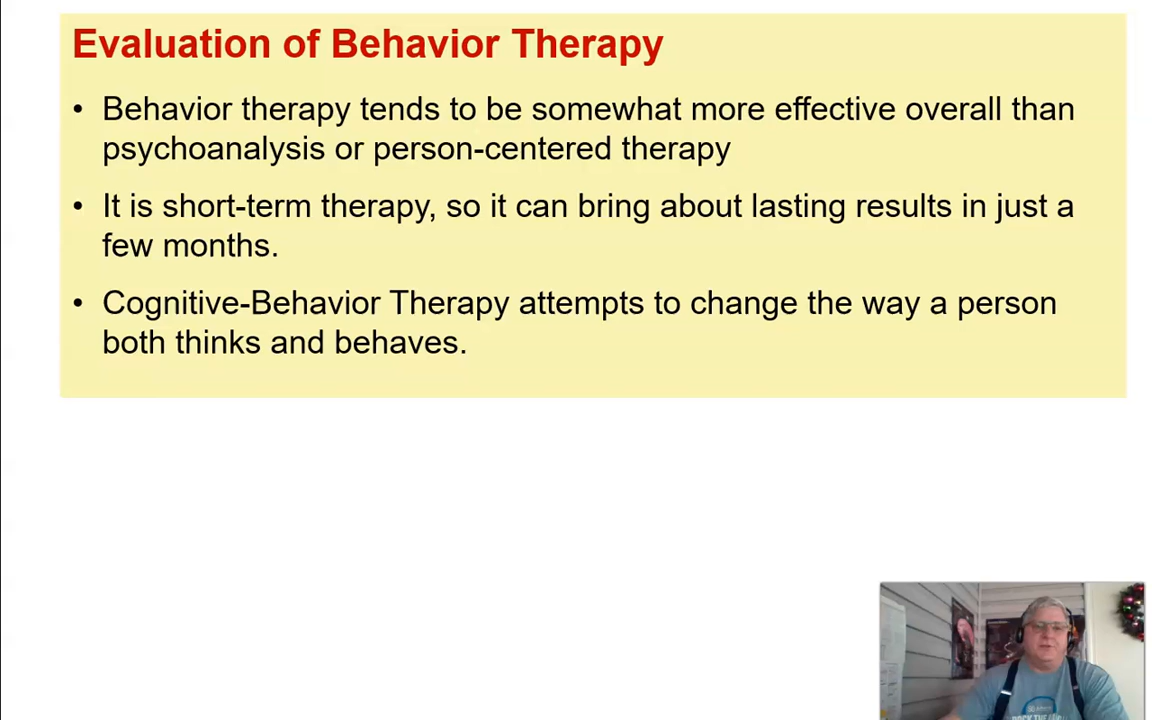 Evaluation of Behavior Therapy
• Behavior therapy tends to be somewhat more effective overall than
psychoanalysis or person-centered therapy
• It is short-term therapy, so it can bring about lasting results in just a
few months.
• Cognitive-Behavior Therapy attempts to change the way a person
both thinks and behaves.